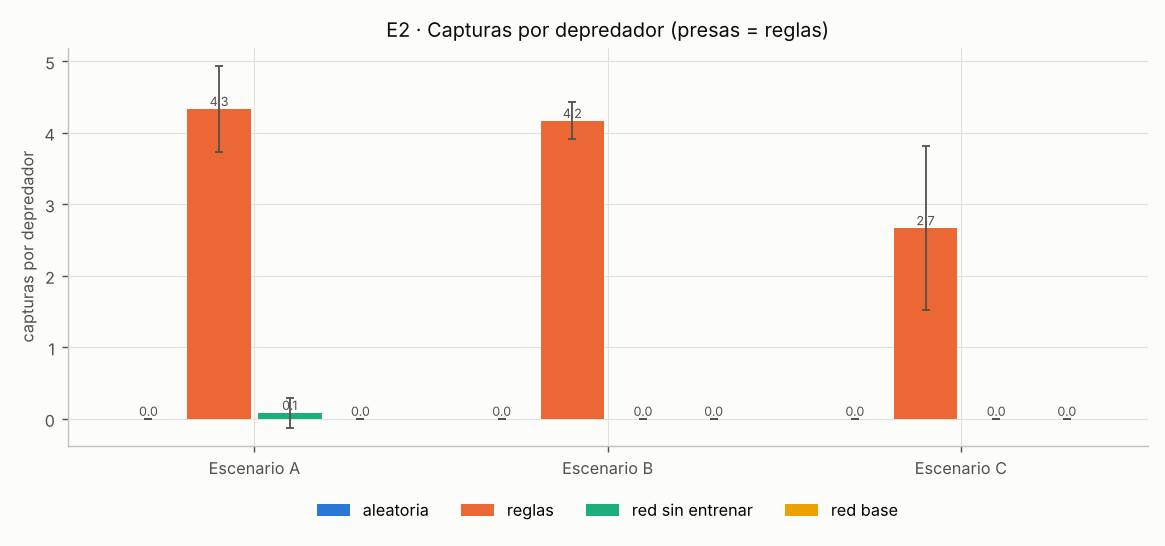 E2 · Capturas por depredador (presas = reglas)
capturas por depredador
5
4
3
2
1
0
0.0
4.3
0.1
0.0
0.0
4.2
0.0
0.0
0.0
2.7
0.0
0.0
Escenario A
Escenario B
Escenario C
aleatoria
reglas
red sin entrenar
red base